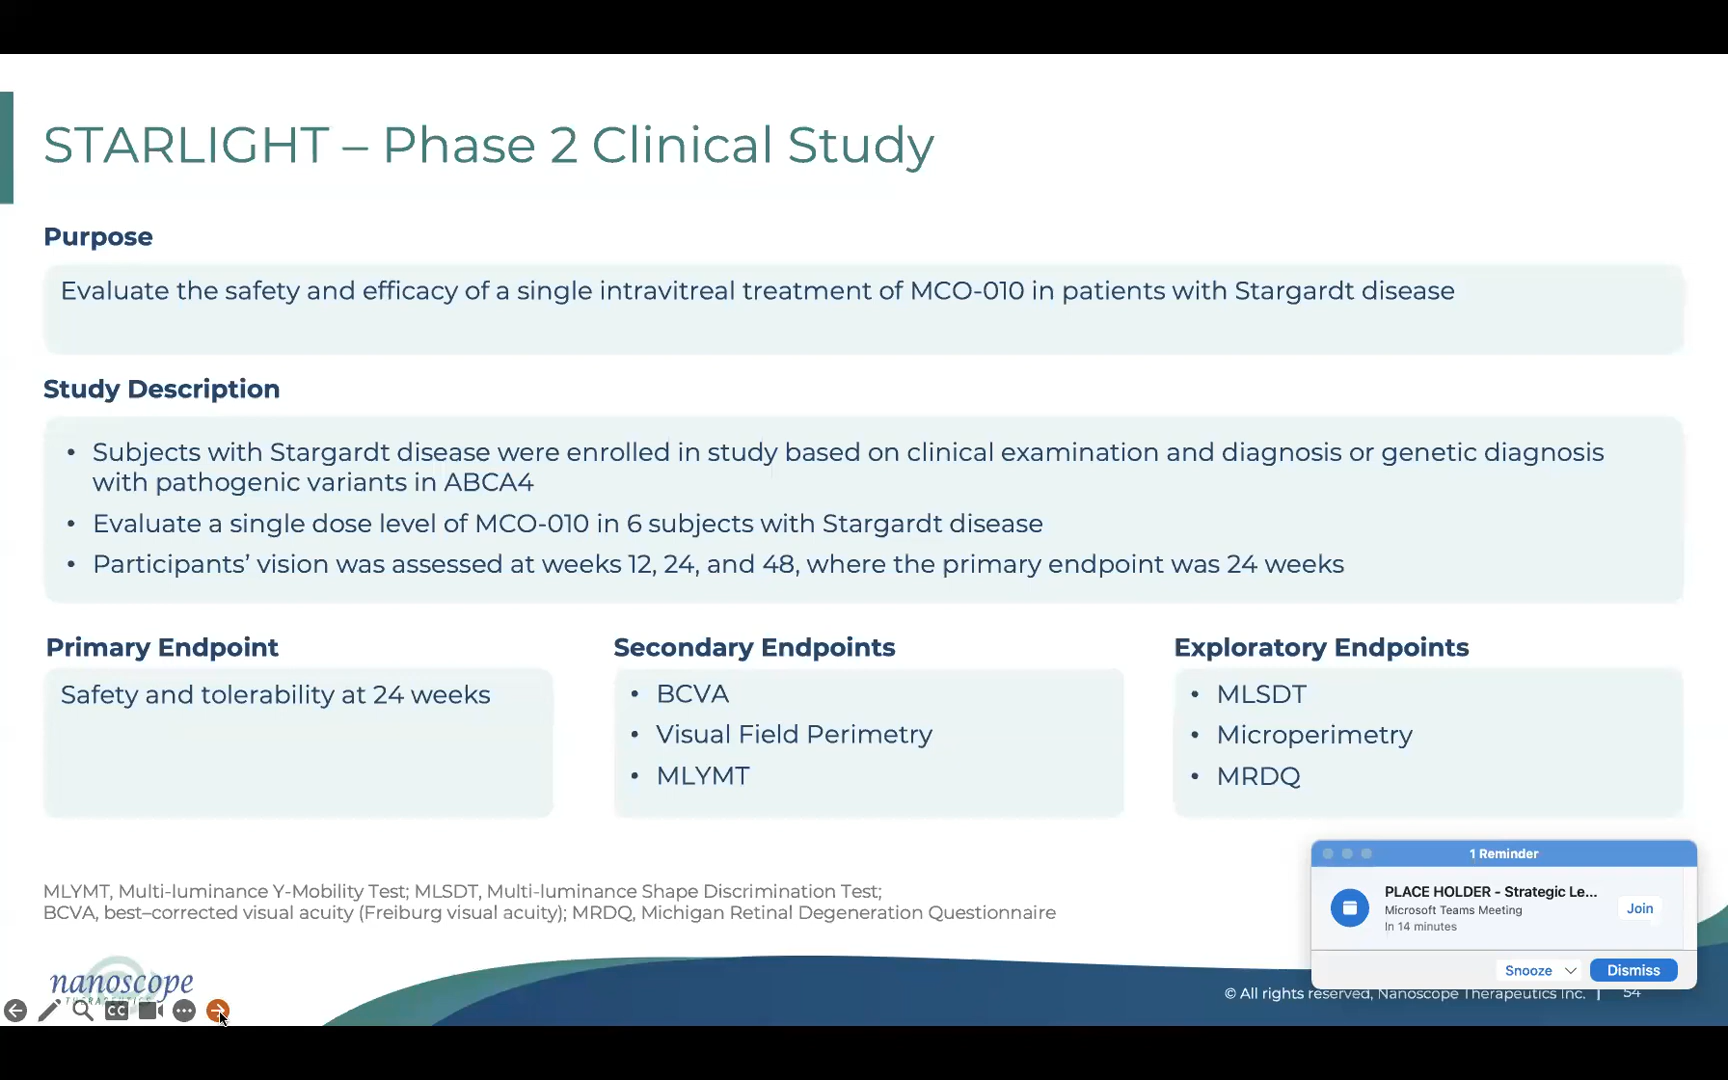 STARLIGHT – Phase 2 Clinical Study
Purpose
Evaluate the safety and efficacy of a single intravitreal treatment of MCO-010 in patients with Stargardt disease
Study Description
• Subjects with Stargardt disease were enrolled in study based on clinical examination and diagnosis or genetic diagnosis
with pathogenic variants in ABCA4
• Evaluate a single dose level of MCO-010 in 6 subjects with Stargardt disease
• Participants’ vision was assessed at weeks 12, 24, and 48, where the primary endpoint was 24 weeks
Primary Endpoint
Safety and tolerability at 24 weeks
Secondary Endpoints
• BCVA
• Visual Field Perimetry
• MLYMT
Exploratory Endpoints
• MLSDT
• Microperimetry
• MRDQ
MLYMT, Multi-luminance Y-Mobility Test; MLSDT, Multi-luminance Shape Discrimination Test;
BCVA, best–corrected visual acuity (Freiburg visual acuity); MRDQ, Michigan Retinal Degeneration Questionnaire
1 Reminder
PLACE HOLDER - Strategic Le...
Microsoft Teams Meeting
In 14 minutes
Join
Snooze
Dismiss
nanoscope
THERAPEUTICS
CC
© All rights reserved, Nanoscope Therapeutics Inc. | 54